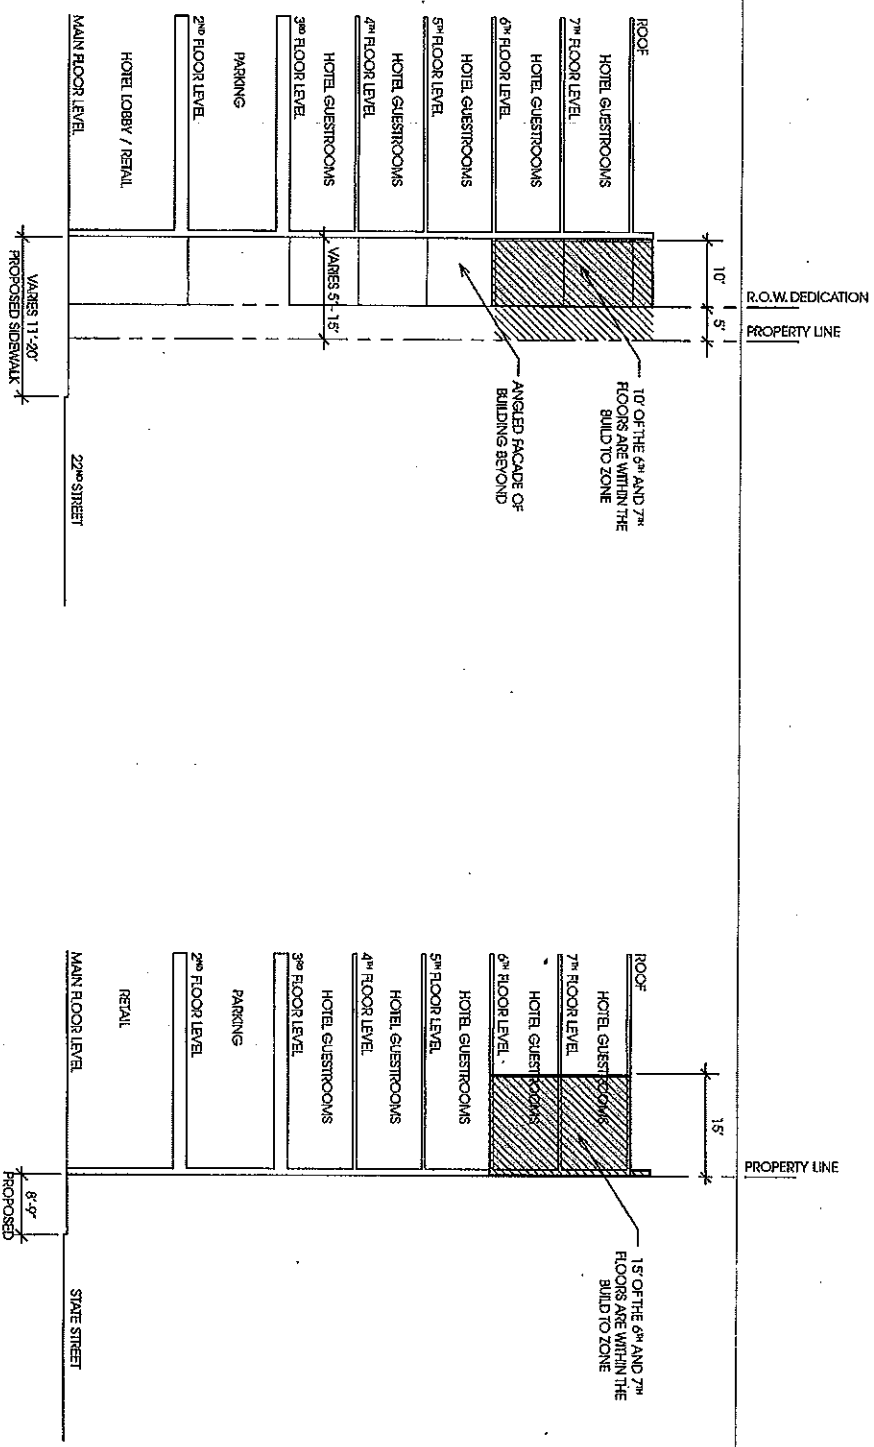 ROOF
HOTEL GUESTROOMS
7TH FLOOR LEVEL
HOTEL GUESTROOMS
6TH FLOOR LEVEL
HOTEL GUESTROOMS
5TH FLOOR LEVEL
HOTEL GUESTROOMS
4TH FLOOR LEVEL
HOTEL GUESTROOMS
3RD FLOOR LEVEL
PARKING
2ND FLOOR LEVEL
HOTEL LOBBY / RETAIL
MAIN FLOOR LEVEL
10'
5'
R.O.W. DEDICATION
PROPERTY LINE
10' OF THE 6TH AND 7TH
FLOORS ARE WITHIN THE
BUILD TO ZONE
ANGLED FACADE OF
BUILDING BEYOND
VARIES 5'- 15'
VARIES 11'-20'
PROPOSED SIDEWALK
22ND STREET
ROOF
HOTEL GUESTROOMS
7TH FLOOR LEVEL
HOTEL GUESTROOMS
6TH FLOOR LEVEL
HOTEL GUESTROOMS
5TH FLOOR LEVEL
HOTEL GUESTROOMS
4TH FLOOR LEVEL
HOTEL GUESTROOMS
3RD FLOOR LEVEL
PARKING
2ND FLOOR LEVEL
RETAIL
MAIN FLOOR LEVEL
15'
PROPERTY LINE
15' OF THE 6TH AND 7TH
FLOORS ARE WITHIN THE
BUILD TO ZONE
8'-9"
PROPOSED
STATE STREET